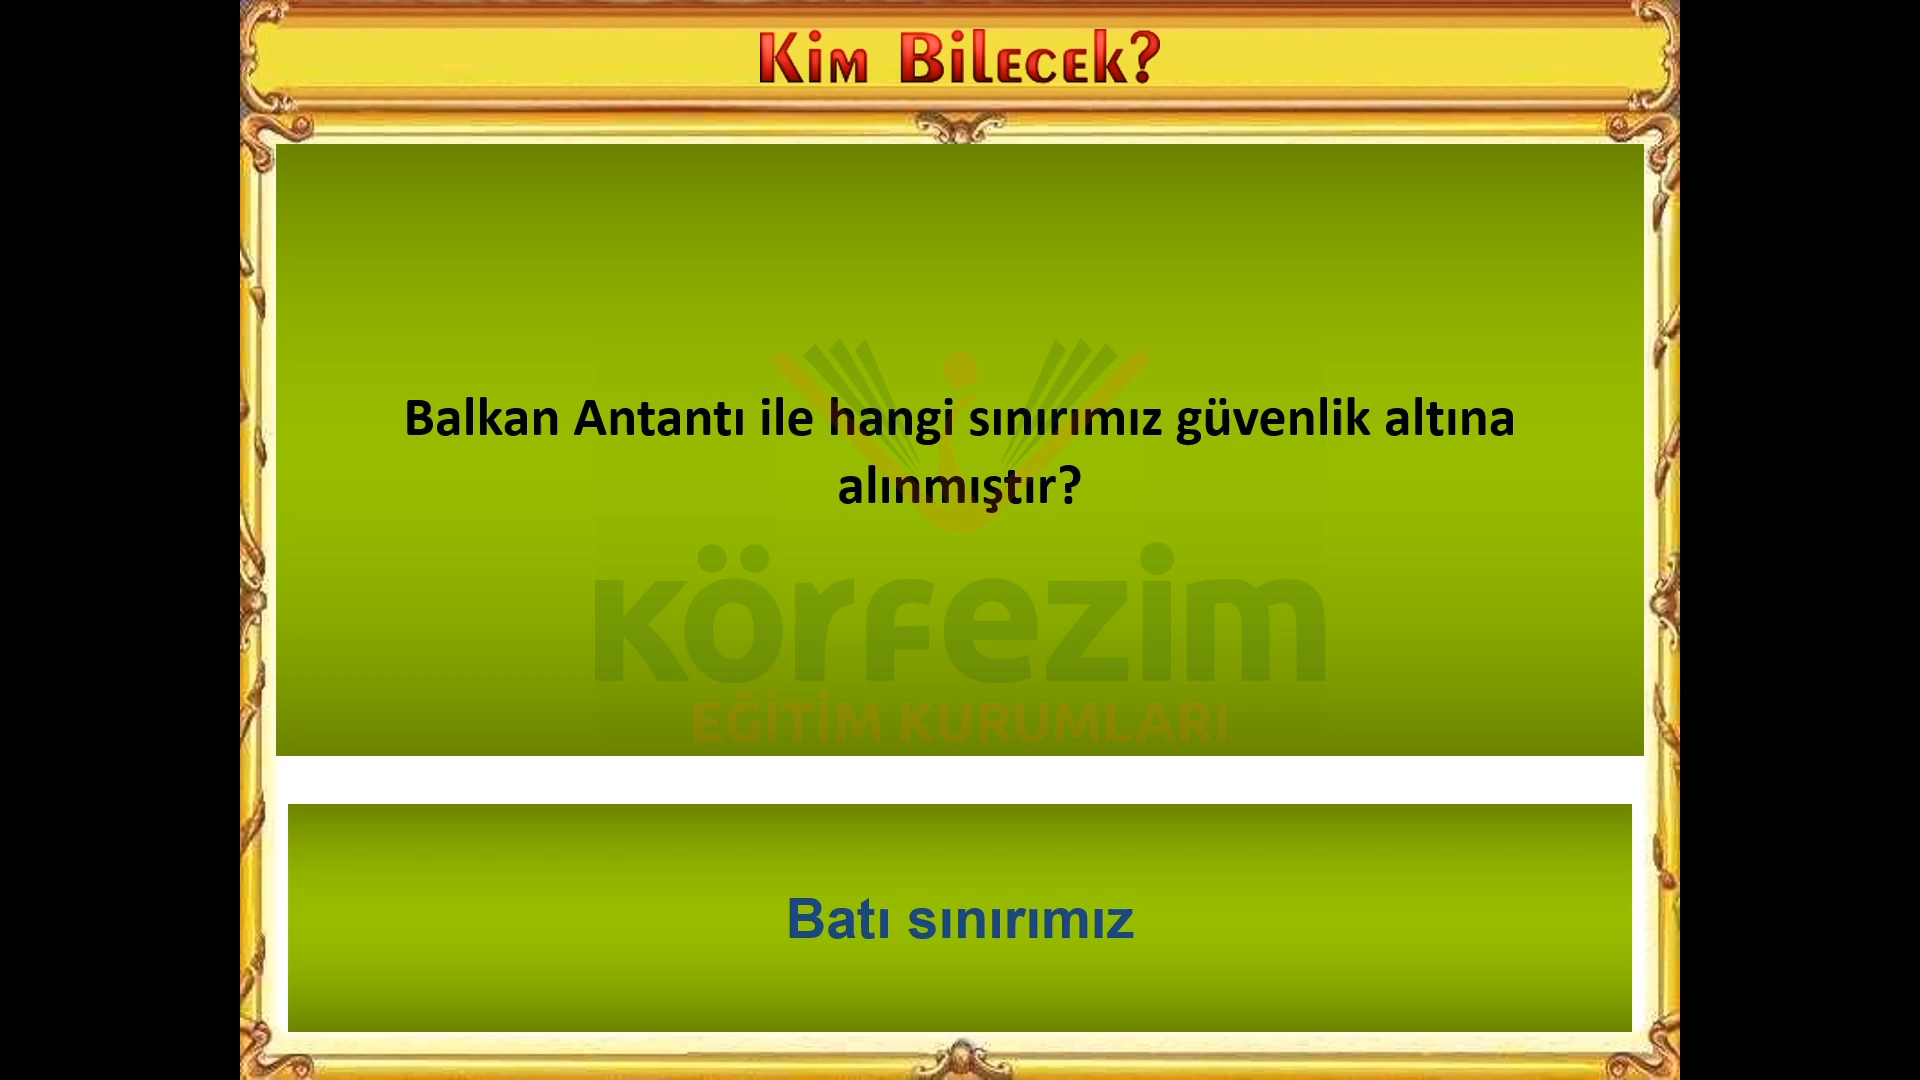 Kim Bilecek?
Balkan Antantı ile hangi sınırımız güvenlik altına
alınmıştır?
körfezim
EĞİTİM KURUMLARI
Batı sınırımız